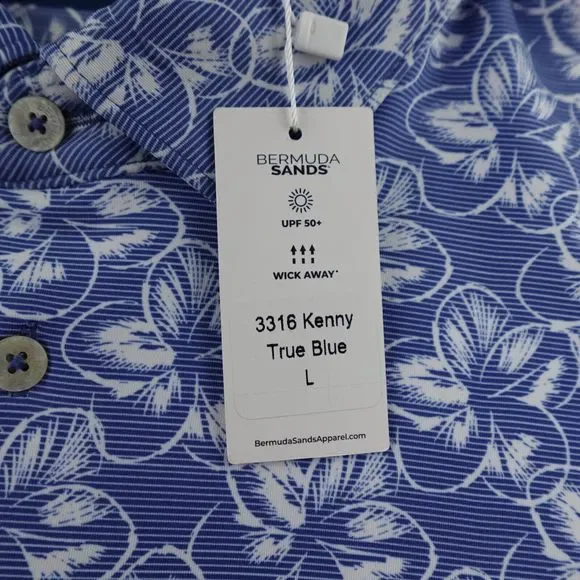 BERMUDA
SANDS
UPF 50+
WICK AWAY*
3316 Kenny
True Blue
L
BermudaSandsApparel.com